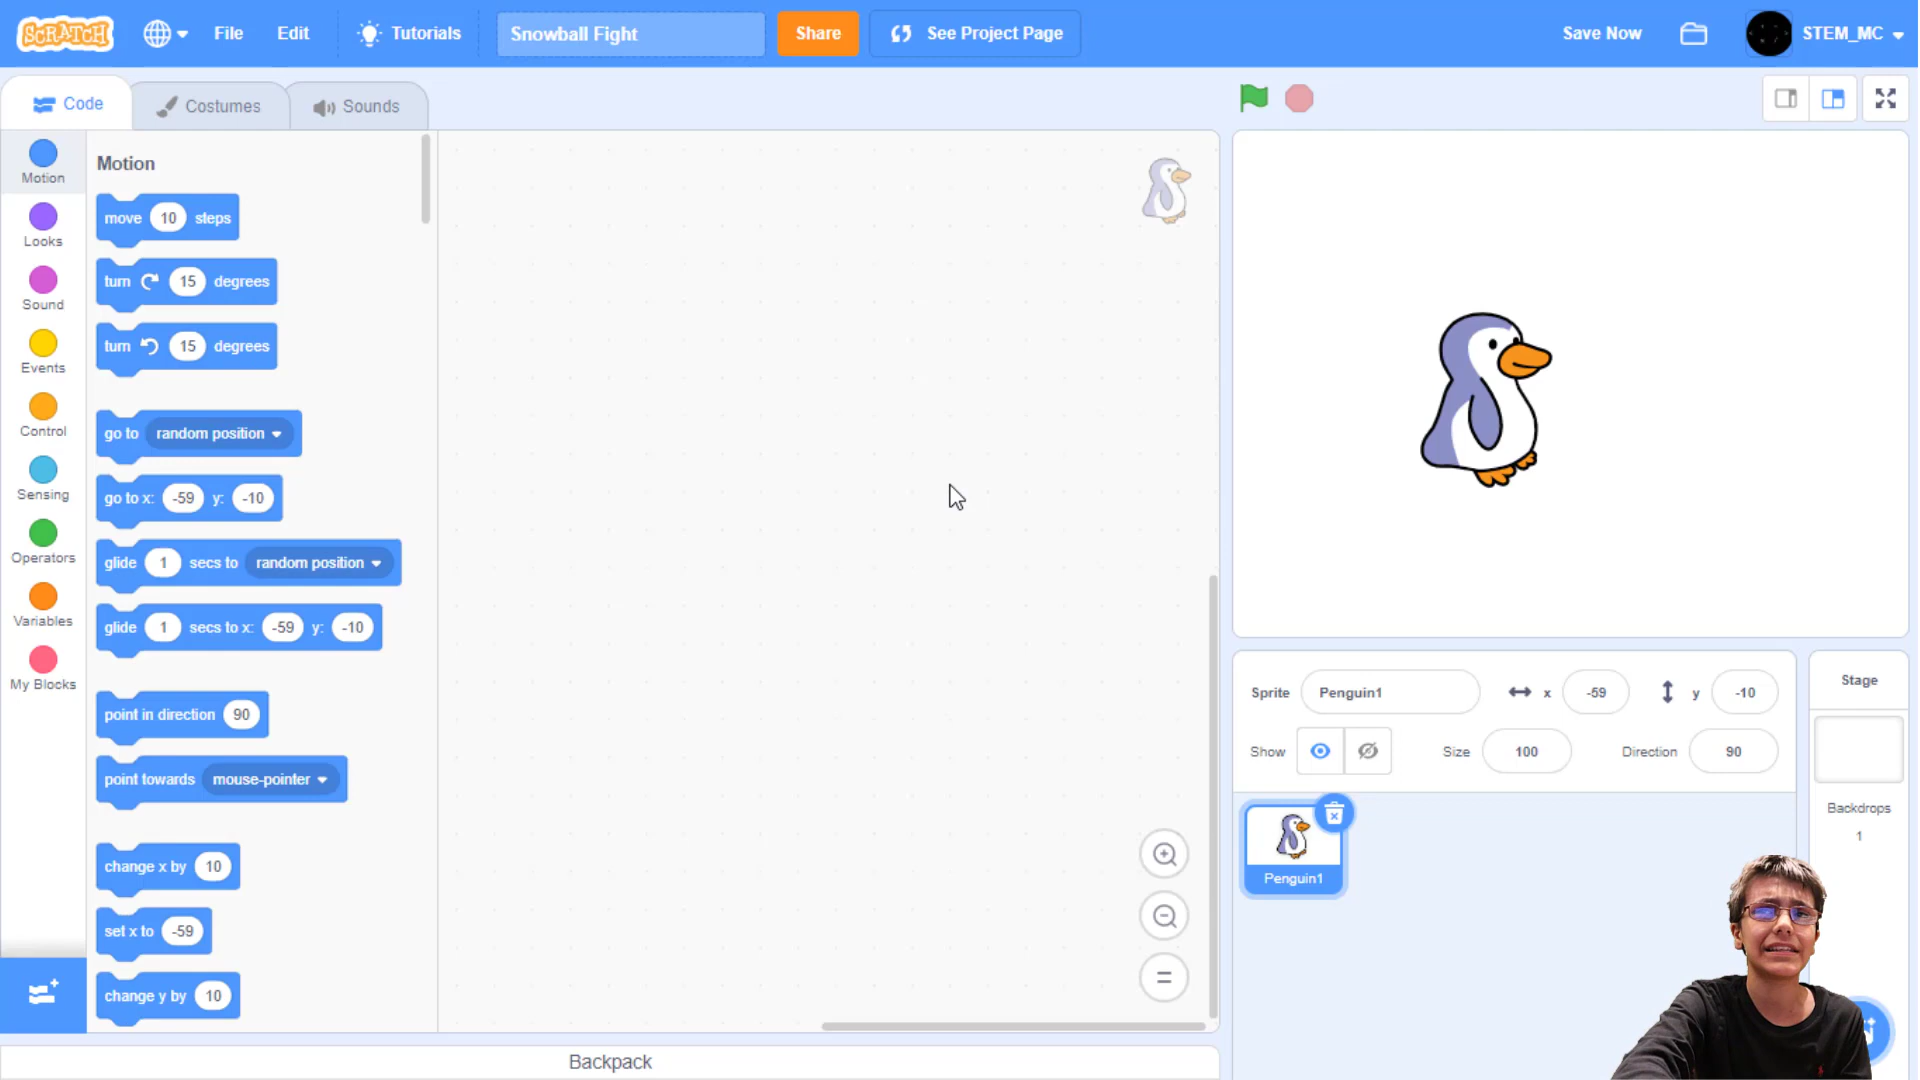 SCRATCH File Edit Tutorials Snowball Fight Share See Project Page Save Now STEM_MC
Code Costumes Sounds
Motion
Looks
Sound
Events
Control
Sensing
Operators
Variables
My Blocks
Motion
move 10 steps
turn 15 degrees
turn 15 degrees
go to random position
go to x: -59 y: -10
glide 1 secs to random position
glide 1 secs to x: -59 y: -10
point in direction 90
point towards mouse-pointer
change x by 10
set x to -59
change y by 10
Backpack
Sprite Penguin1 x -59 y -10
Show Size 100 Direction 90
Penguin1
Stage
Backdrops
1